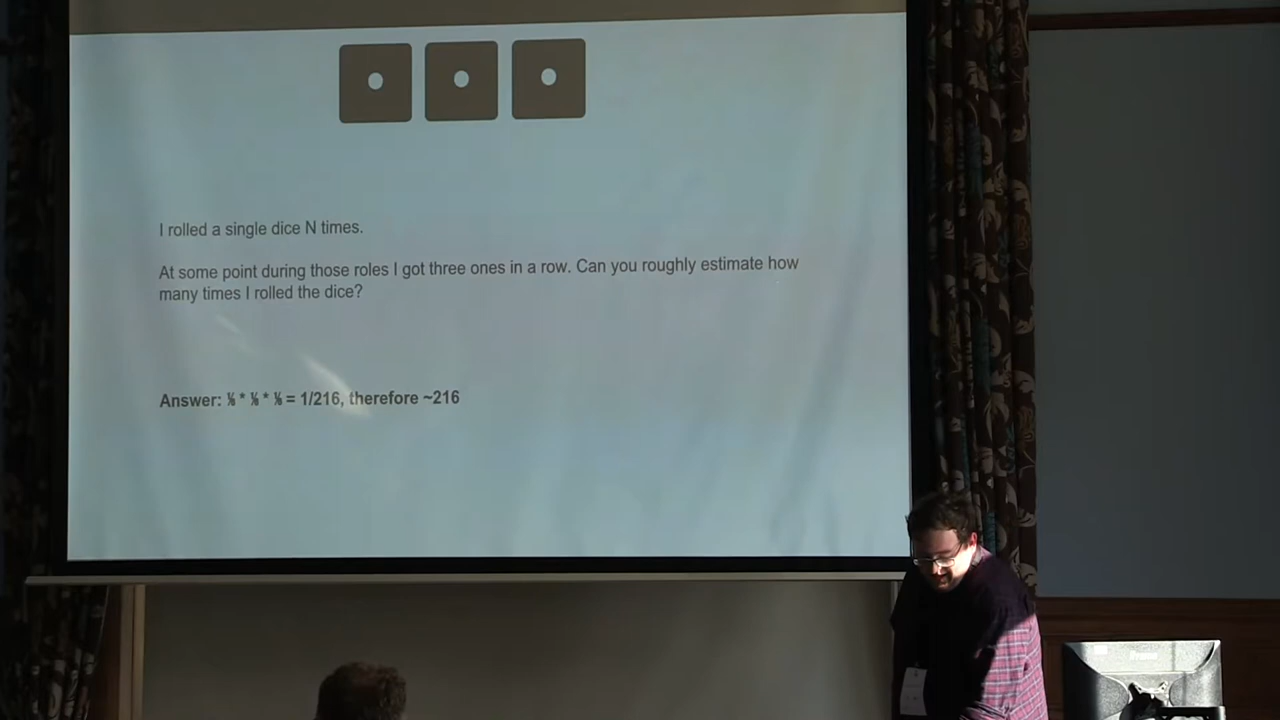 I rolled a single dice N times.
At some point during those roles I got three ones in a row. Can you roughly estimate how
many times I rolled the dice?
Answer: ⅙ * ⅙ * ⅙ = 1/216, therefore ~216